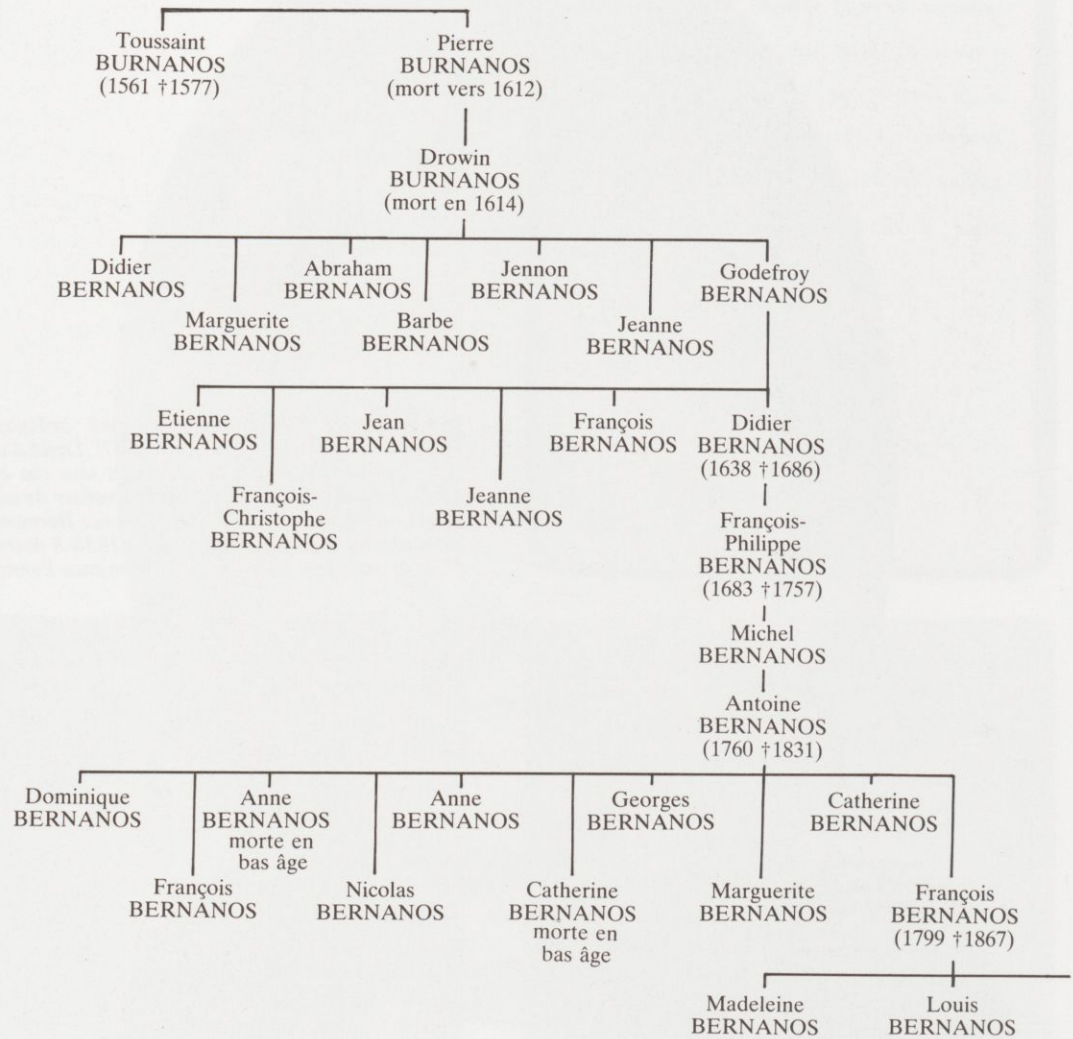 Toussaint
BURNANOS
(1561 †1577)
Pierre
BURNANOS
(mort vers 1612)
Drowin
BURNANOS
(mort en 1614)
Didier
BERNANOS
Marguerite
BERNANOS
Abraham
BERNANOS
Barbe
BERNANOS
Jennon
BERNANOS
Jeanne
BERNANOS
Godefroy
BERNANOS
Etienne
BERNANOS
François-
Christophe
BERNANOS
Jean
BERNANOS
Jeanne
BERNANOS
François
BERNANOS
Didier
BERNANOS
(1638 †1686)
François-
Philippe
BERNANOS
(1683 †1757)
Michel
BERNANOS
Antoine
BERNANOS
(1760 †1831)
Dominique
BERNANOS
François
BERNANOS
Anne
BERNANOS
morte en
bas âge
Nicolas
BERNANOS
Anne
BERNANOS
Catherine
BERNANOS
morte en
bas âge
Georges
BERNANOS
Marguerite
BERNANOS
Catherine
BERNANOS
François
BERNANOS
(1799 †1867)
Madeleine
BERNANOS
Louis
BERNANOS